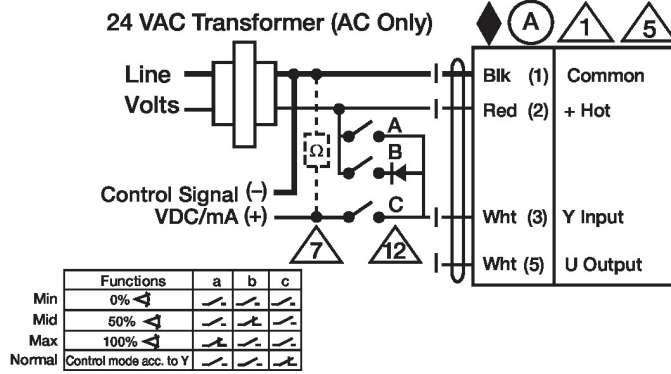 24 VAC Transformer (AC Only)
A 1 5
Line
Volts
Blk (1) Common
Red (2) + Hot
A
Ω
B
Control Signal (-)
VDC/mA (+)
C
Wht (3) Y Input
7 12
Wht (5) U Output
Functions a b c
Min 0%
Mid 50%
Max 100%
Normal Control mode acc. to Y